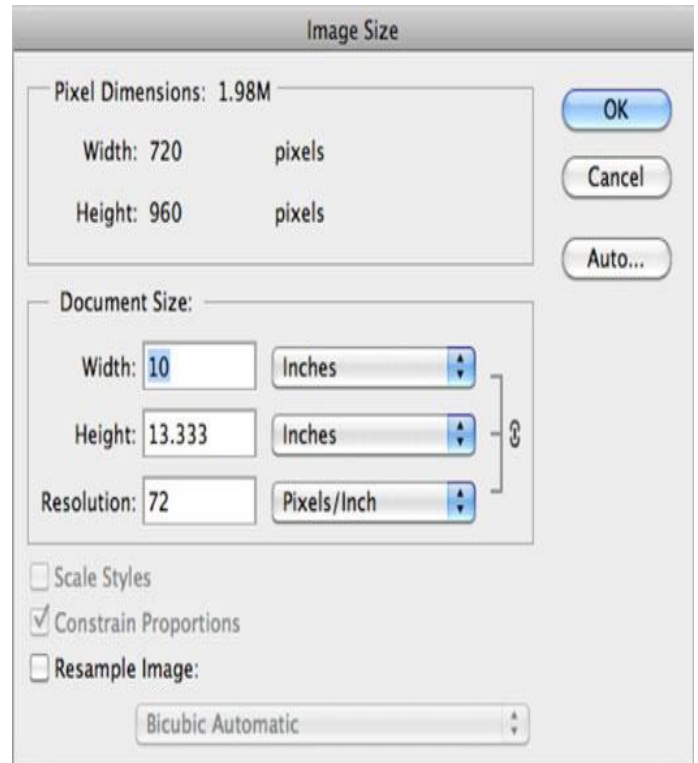 Image Size
Pixel Dimensions: 1.98M
Width: 720 pixels
Height: 960 pixels
OK
Cancel
Auto...
Document Size:
Width: 10 Inches
Height: 13.333 Inches
Resolution: 72 Pixels/Inch
Scale Styles
Constrain Proportions
Resample Image:
Bicubic Automatic